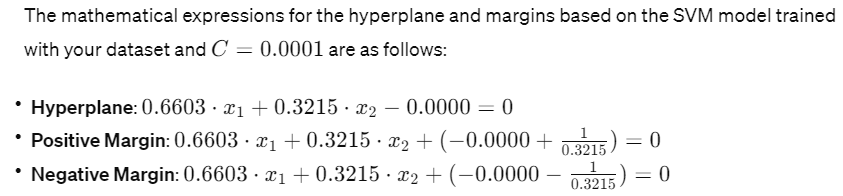 The mathematical expressions for the hyperplane and margins based on the SVM model trained
with your dataset and C = 0.0001 are as follows:
• Hyperplane: 0.6603 · x₁ + 0.3215 · x₂ − 0.0000 = 0
• Positive Margin: 0.6603 · x₁ + 0.3215 · x₂ + (−0.0000 + 1/0.3215) = 0
• Negative Margin: 0.6603 · x₁ + 0.3215 · x₂ + (−0.0000 − 1/0.3215) = 0